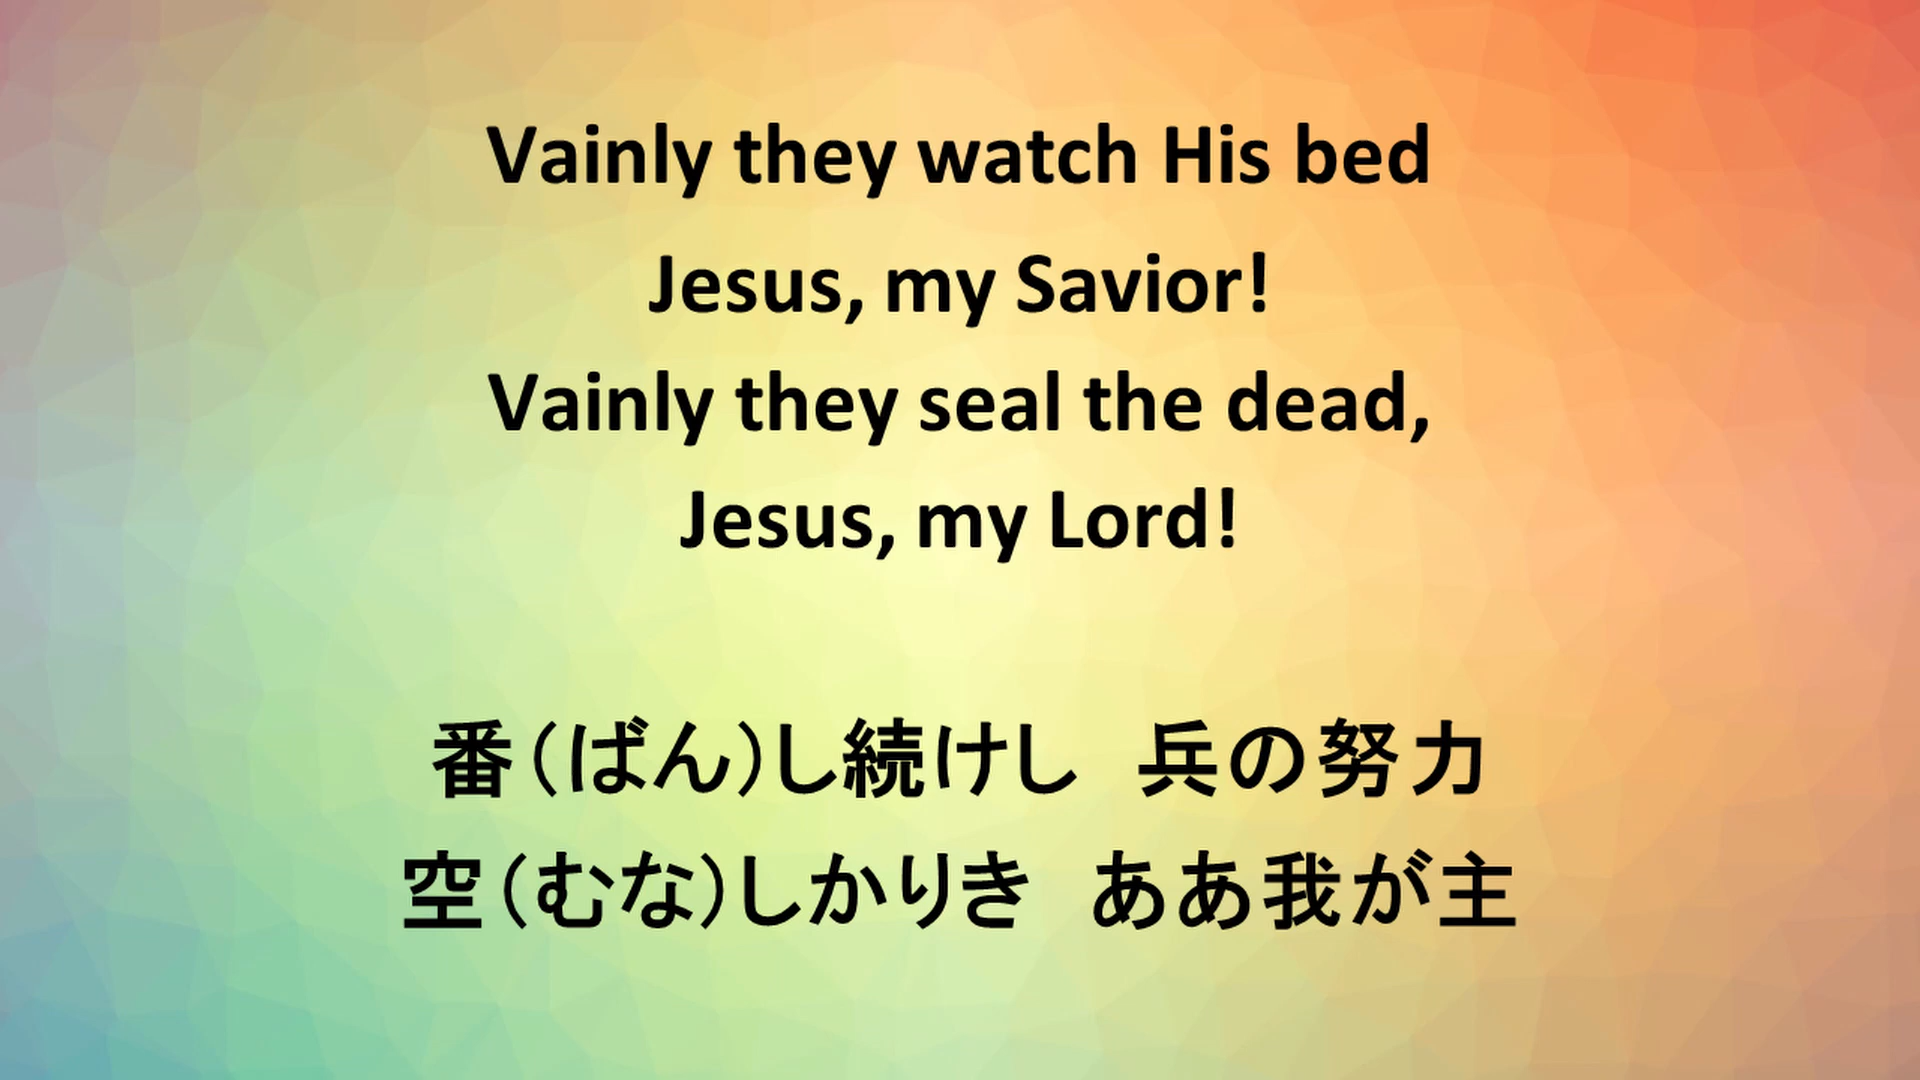 Vainly they watch His bed
Jesus, my Savior!
Vainly they seal the dead,
Jesus, my Lord!
番（ばん）し続けし　兵の努力
空（むな）しかりき　ああ我が主